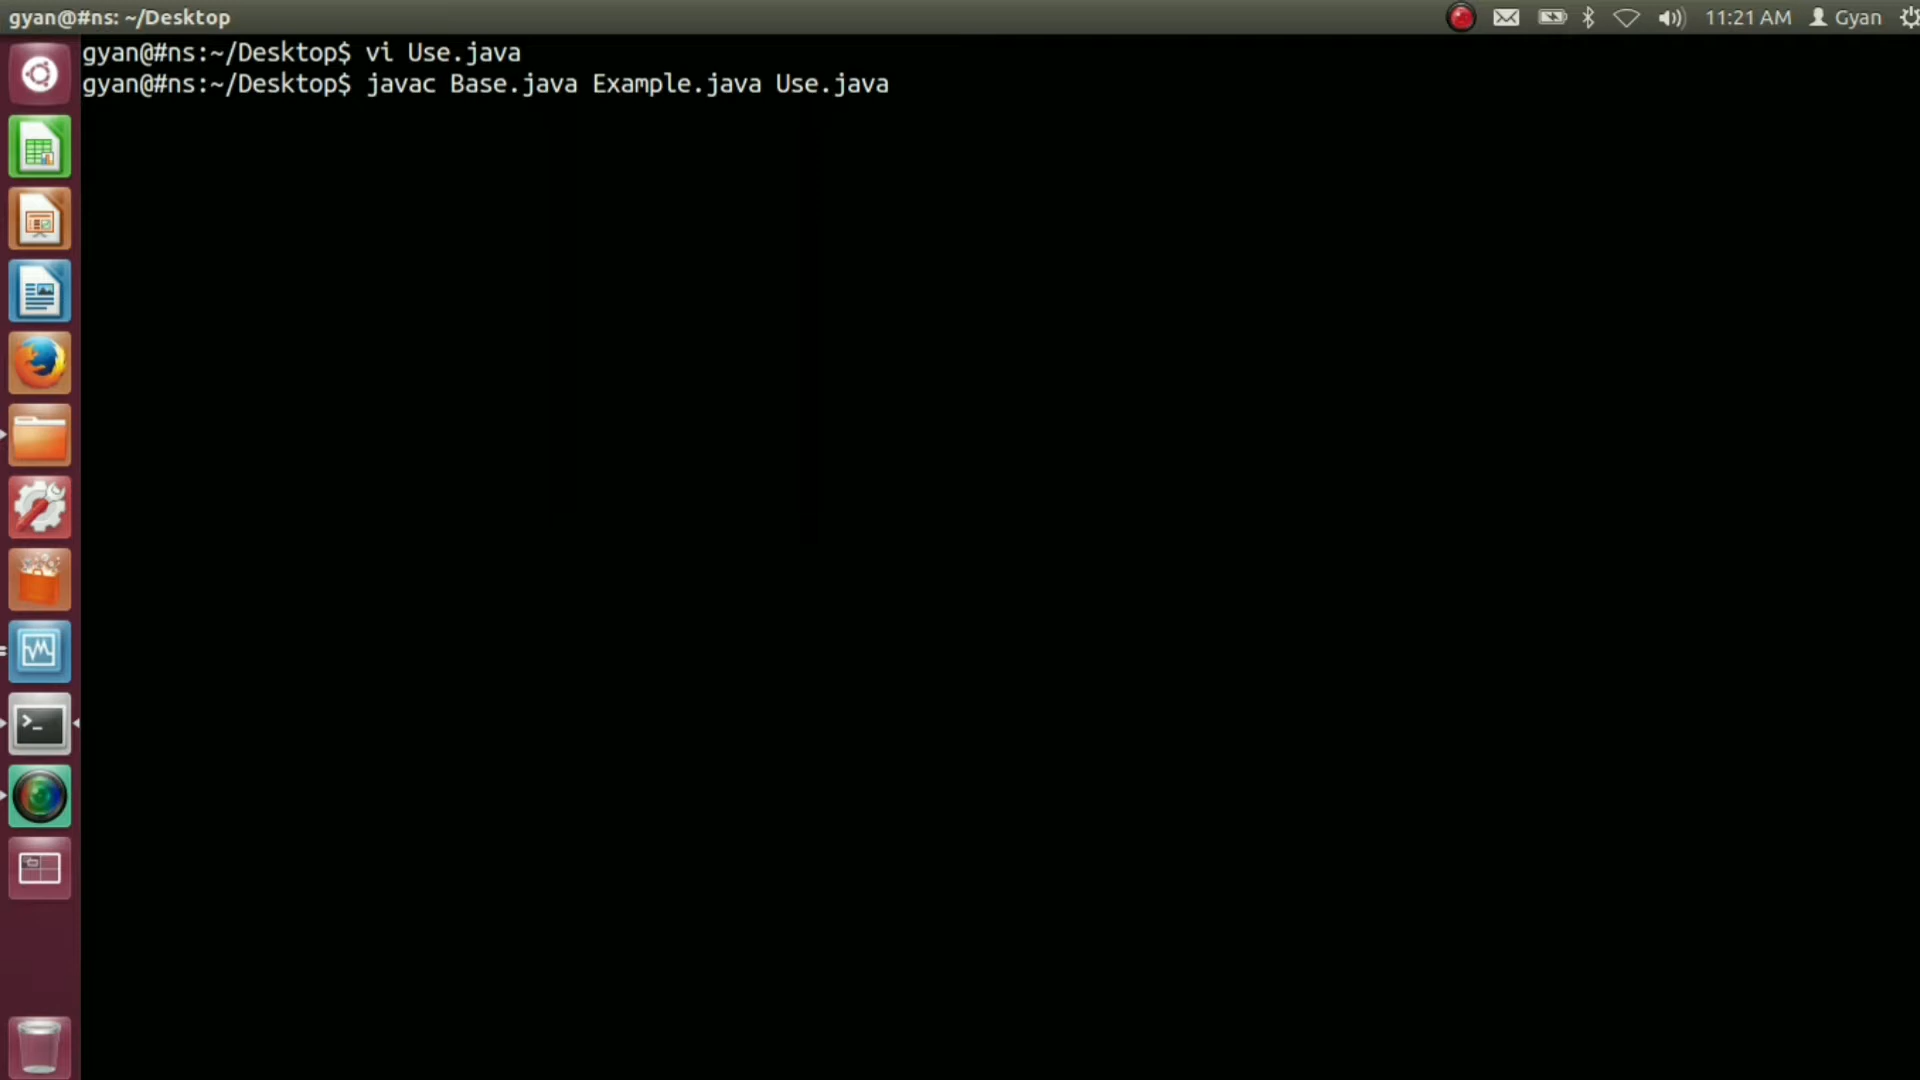 gyan@#ns: ~/Desktop
11:21 AM
Gyan
gyan@#ns:~/Desktop$ vi Use.java
gyan@#ns:~/Desktop$ javac Base.java Example.java Use.java